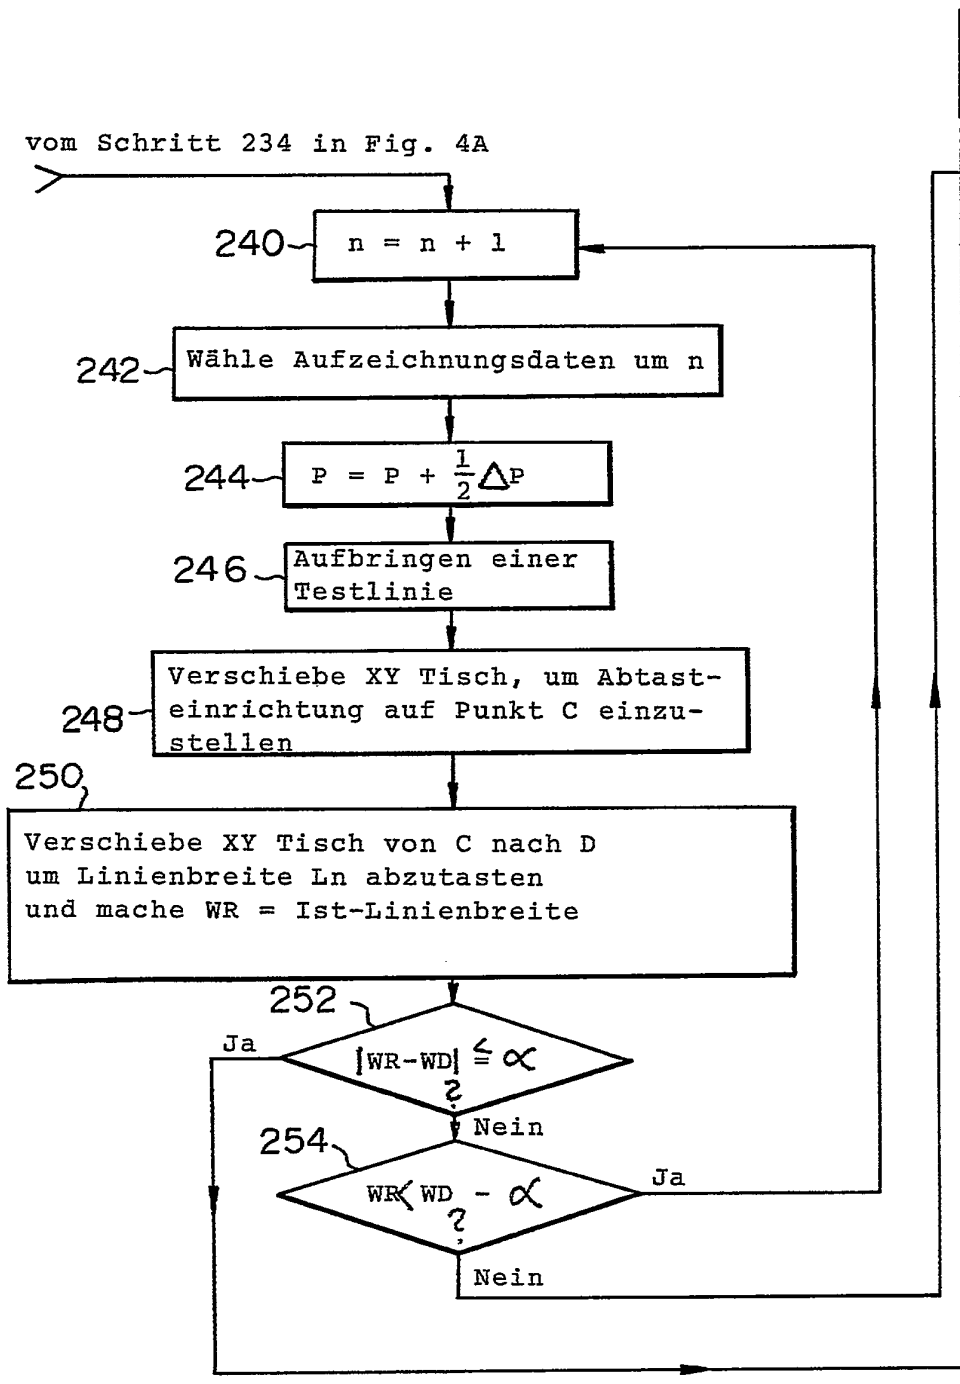 vom Schritt 234 in Fig. 4A
240
n = n + 1
242
Wähle Aufzeichnungsdaten um n
244
P = P + 1/2 ΔP
246
Aufbringen einer
Testlinie
248
Verschiebe XY Tisch, um Abtast-
einrichtung auf Punkt C einzu-
stellen
250
Verschiebe XY Tisch von C nach D
um Linienbreite Ln abzutasten
und mache WR = Ist-Linienbreite
252
Ja
|WR-WD| ≦ α
?
Nein
254
Ja
WR< WD - α
?
Nein